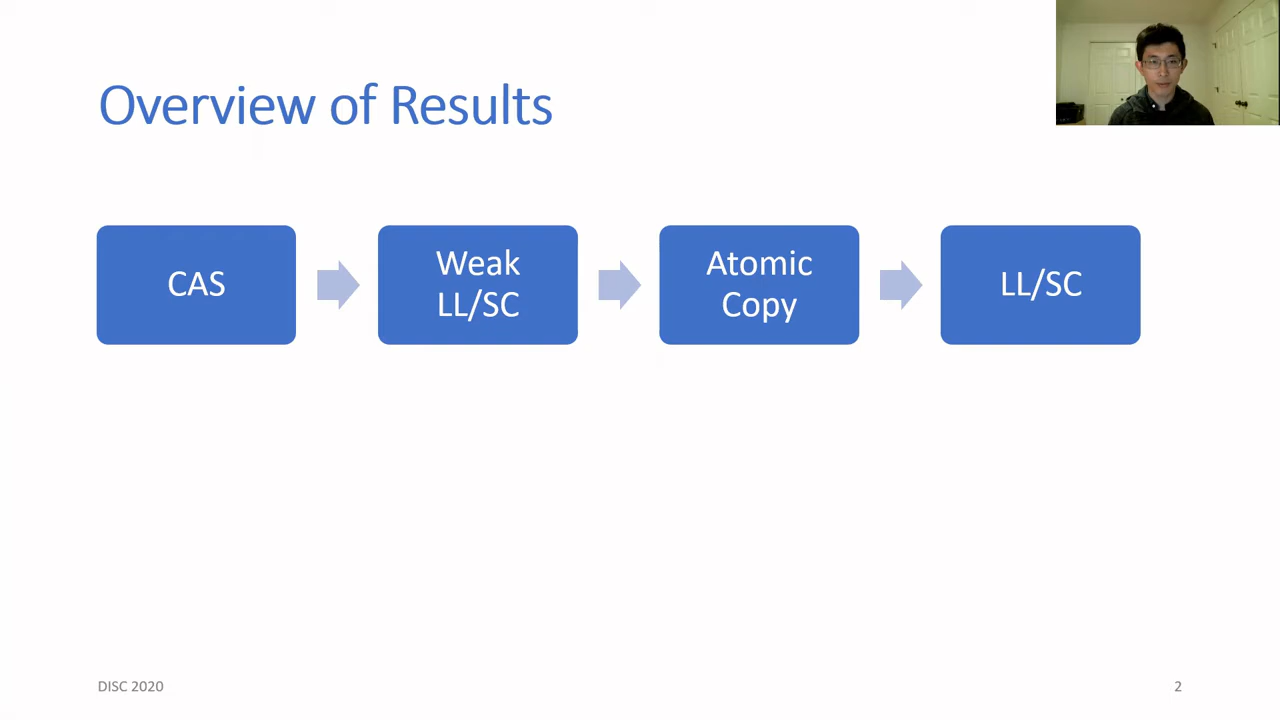 Overview of Results
CAS
Weak
LL/SC
Atomic
Copy
LL/SC
DISC 2020
2